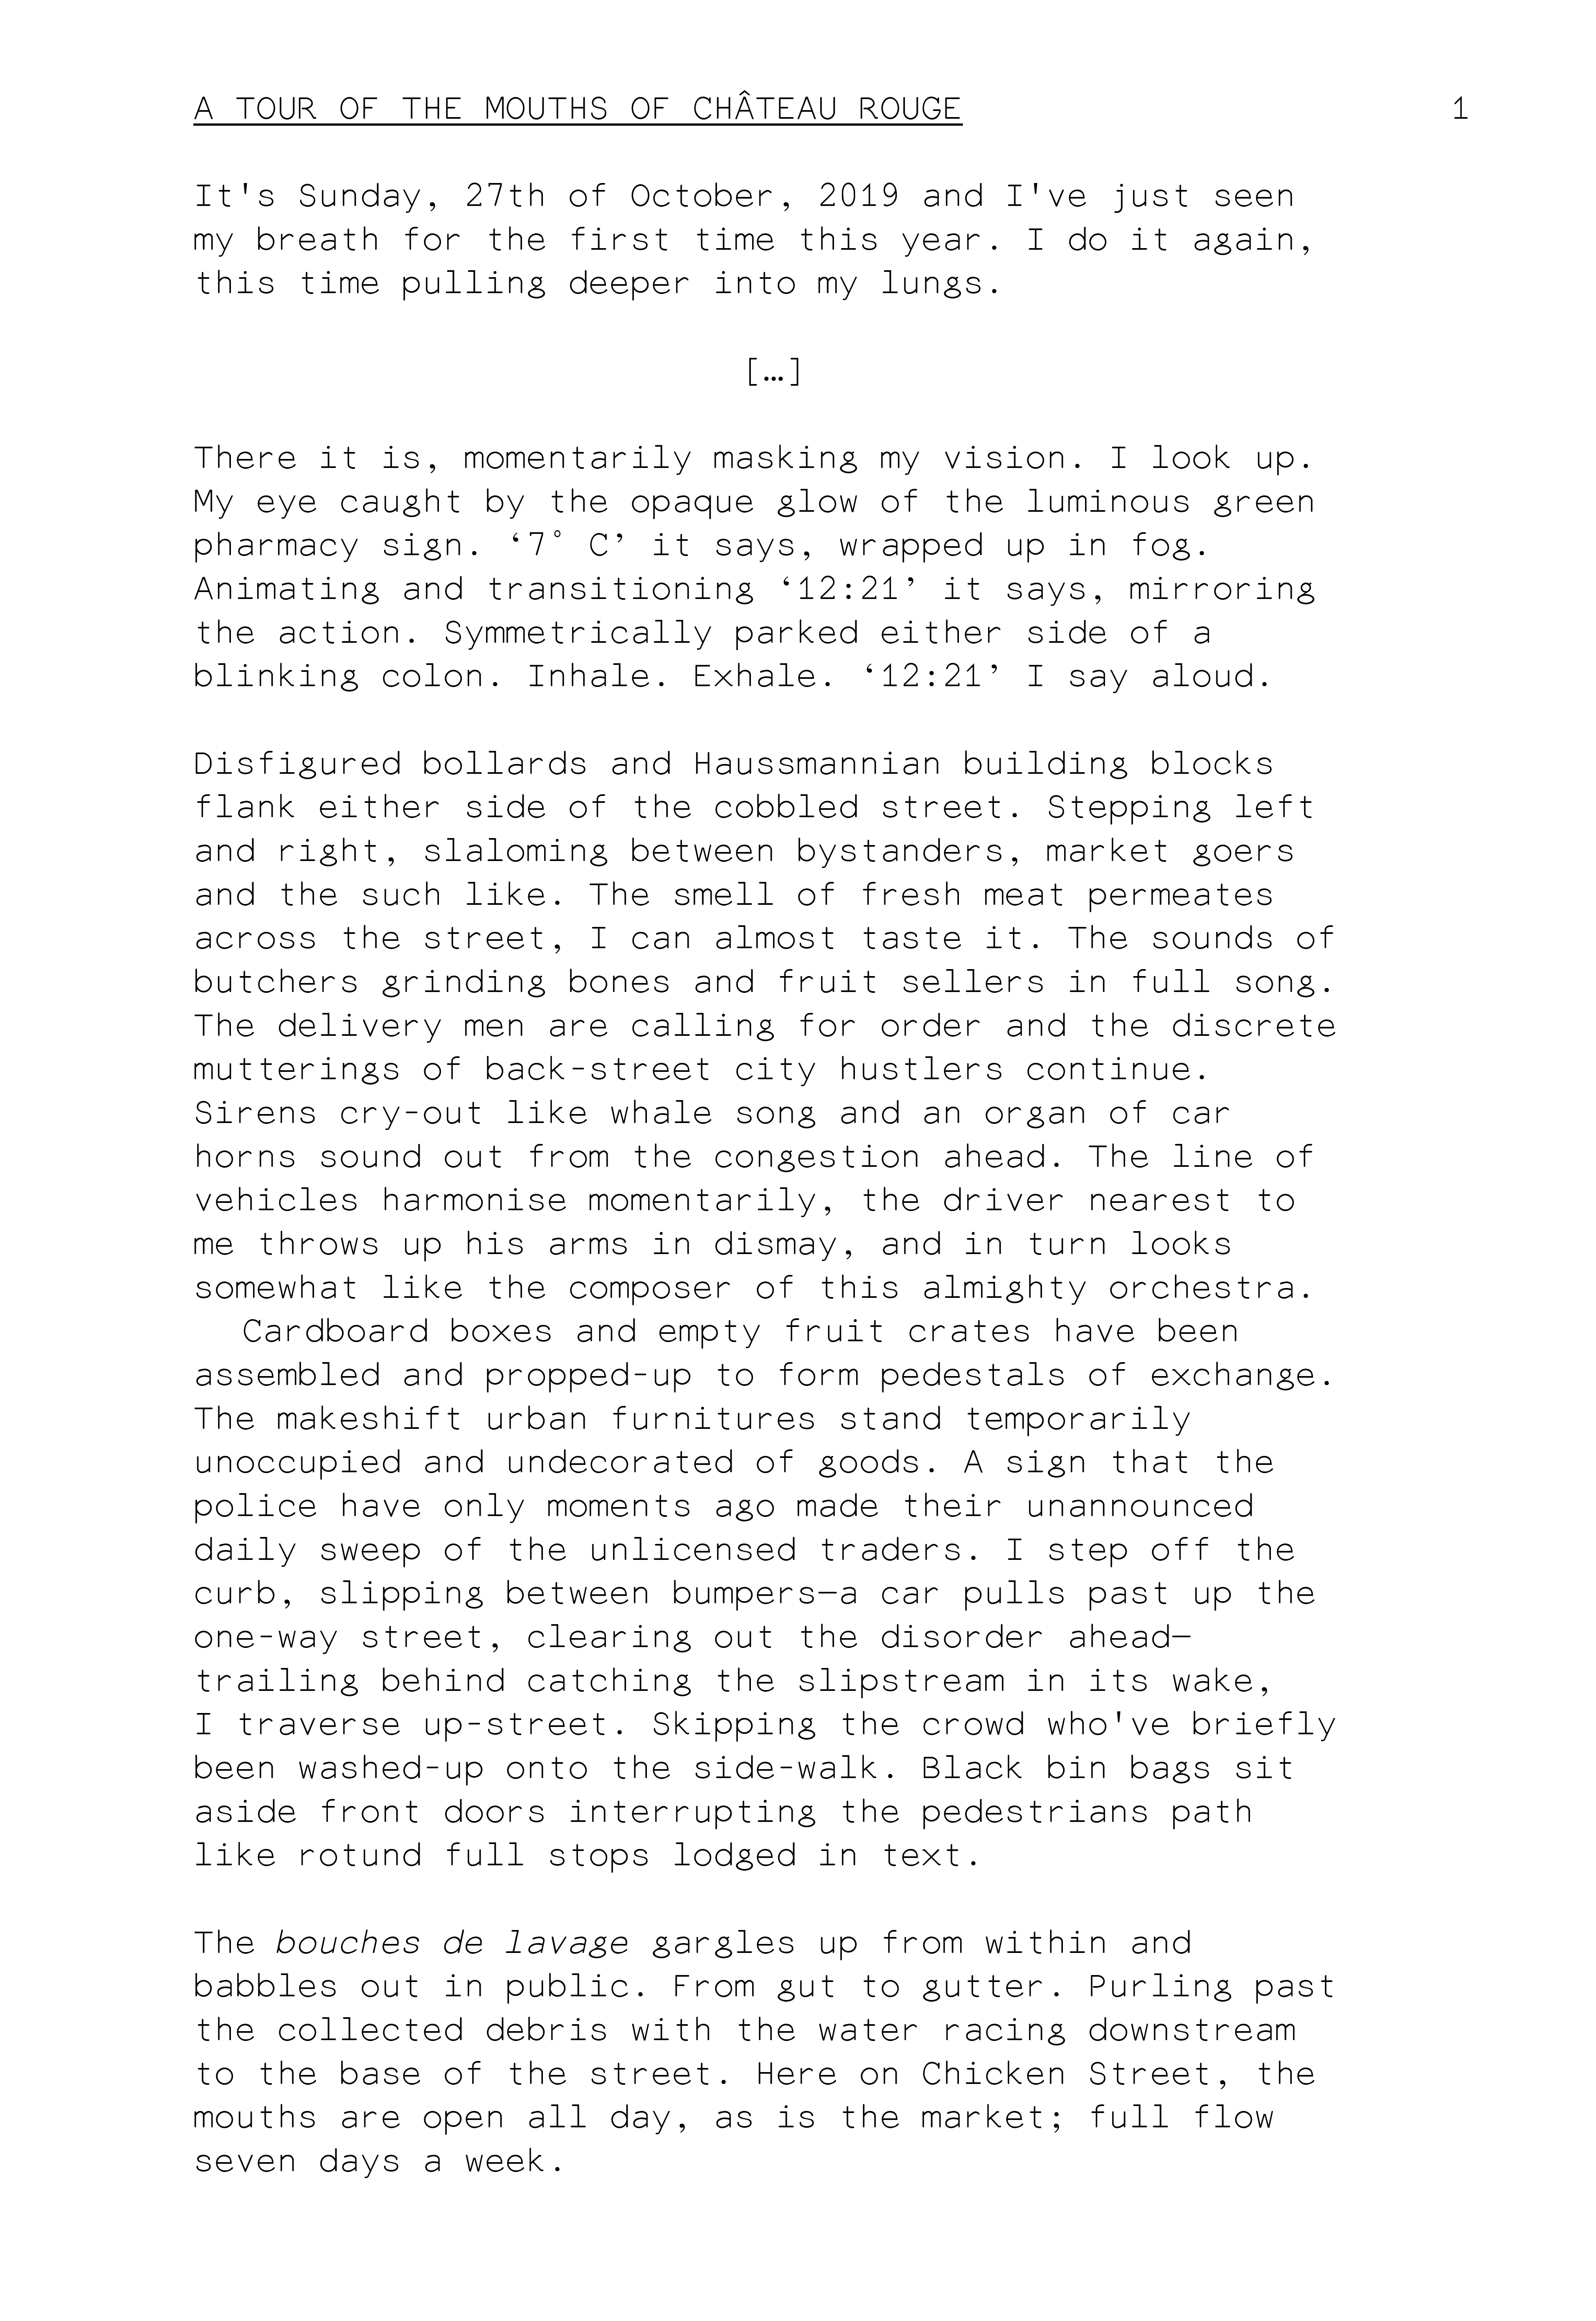 A TOUR OF THE MOUTHS OF CHÂTEAU ROUGE 1
It's Sunday, 27th of October, 2019 and I've just seen
my breath for the first time this year. I do it again,
this time pulling deeper into my lungs.
[…]
There it is, momentarily masking my vision. I look up.
My eye caught by the opaque glow of the luminous green
pharmacy sign. ‘7° C’ it says, wrapped up in fog.
Animating and transitioning ‘12:21’ it says, mirroring
the action. Symmetrically parked either side of a
blinking colon. Inhale. Exhale. ‘12:21’ I say aloud.
Disfigured bollards and Haussmannian building blocks
flank either side of the cobbled street. Stepping left
and right, slaloming between bystanders, market goers
and the such like. The smell of fresh meat permeates
across the street, I can almost taste it. The sounds of
butchers grinding bones and fruit sellers in full song.
The delivery men are calling for order and the discrete
mutterings of back-street city hustlers continue.
Sirens cry-out like whale song and an organ of car
horns sound out from the congestion ahead. The line of
vehicles harmonise momentarily, the driver nearest to
me throws up his arms in dismay, and in turn looks
somewhat like the composer of this almighty orchestra.
Cardboard boxes and empty fruit crates have been
assembled and propped-up to form pedestals of exchange.
The makeshift urban furnitures stand temporarily
unoccupied and undecorated of goods. A sign that the
police have only moments ago made their unannounced
daily sweep of the unlicensed traders. I step off the
curb, slipping between bumpers—a car pulls past up the
one-way street, clearing out the disorder ahead—
trailing behind catching the slipstream in its wake,
I traverse up-street. Skipping the crowd who've briefly
been washed-up onto the side-walk. Black bin bags sit
aside front doors interrupting the pedestrians path
like rotund full stops lodged in text.
The bouches de lavage gargles up from within and
babbles out in public. From gut to gutter. Purling past
the collected debris with the water racing downstream
to the base of the street. Here on Chicken Street, the
mouths are open all day, as is the market; full flow
seven days a week.